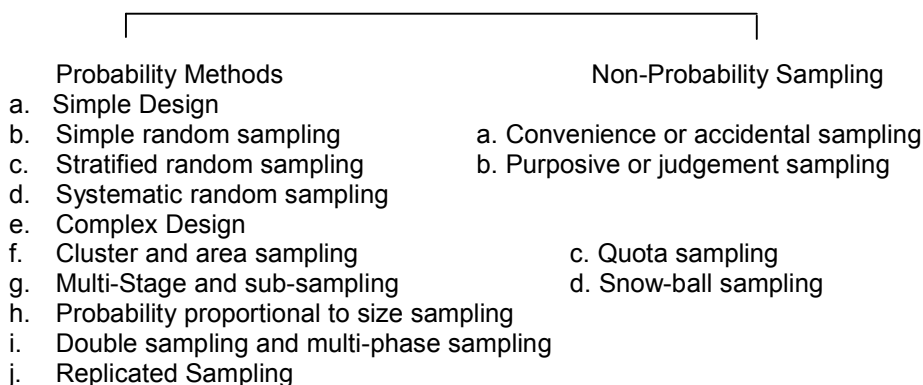 Probability Methods Non-Probability Sampling
a. Simple Design
b. Simple random sampling a. Convenience or accidental sampling
c. Stratified random sampling b. Purposive or judgement sampling
d. Systematic random sampling
e. Complex Design
f. Cluster and area sampling c. Quota sampling
g. Multi-Stage and sub-sampling d. Snow-ball sampling
h. Probability proportional to size sampling
i. Double sampling and multi-phase sampling
j. Replicated Sampling